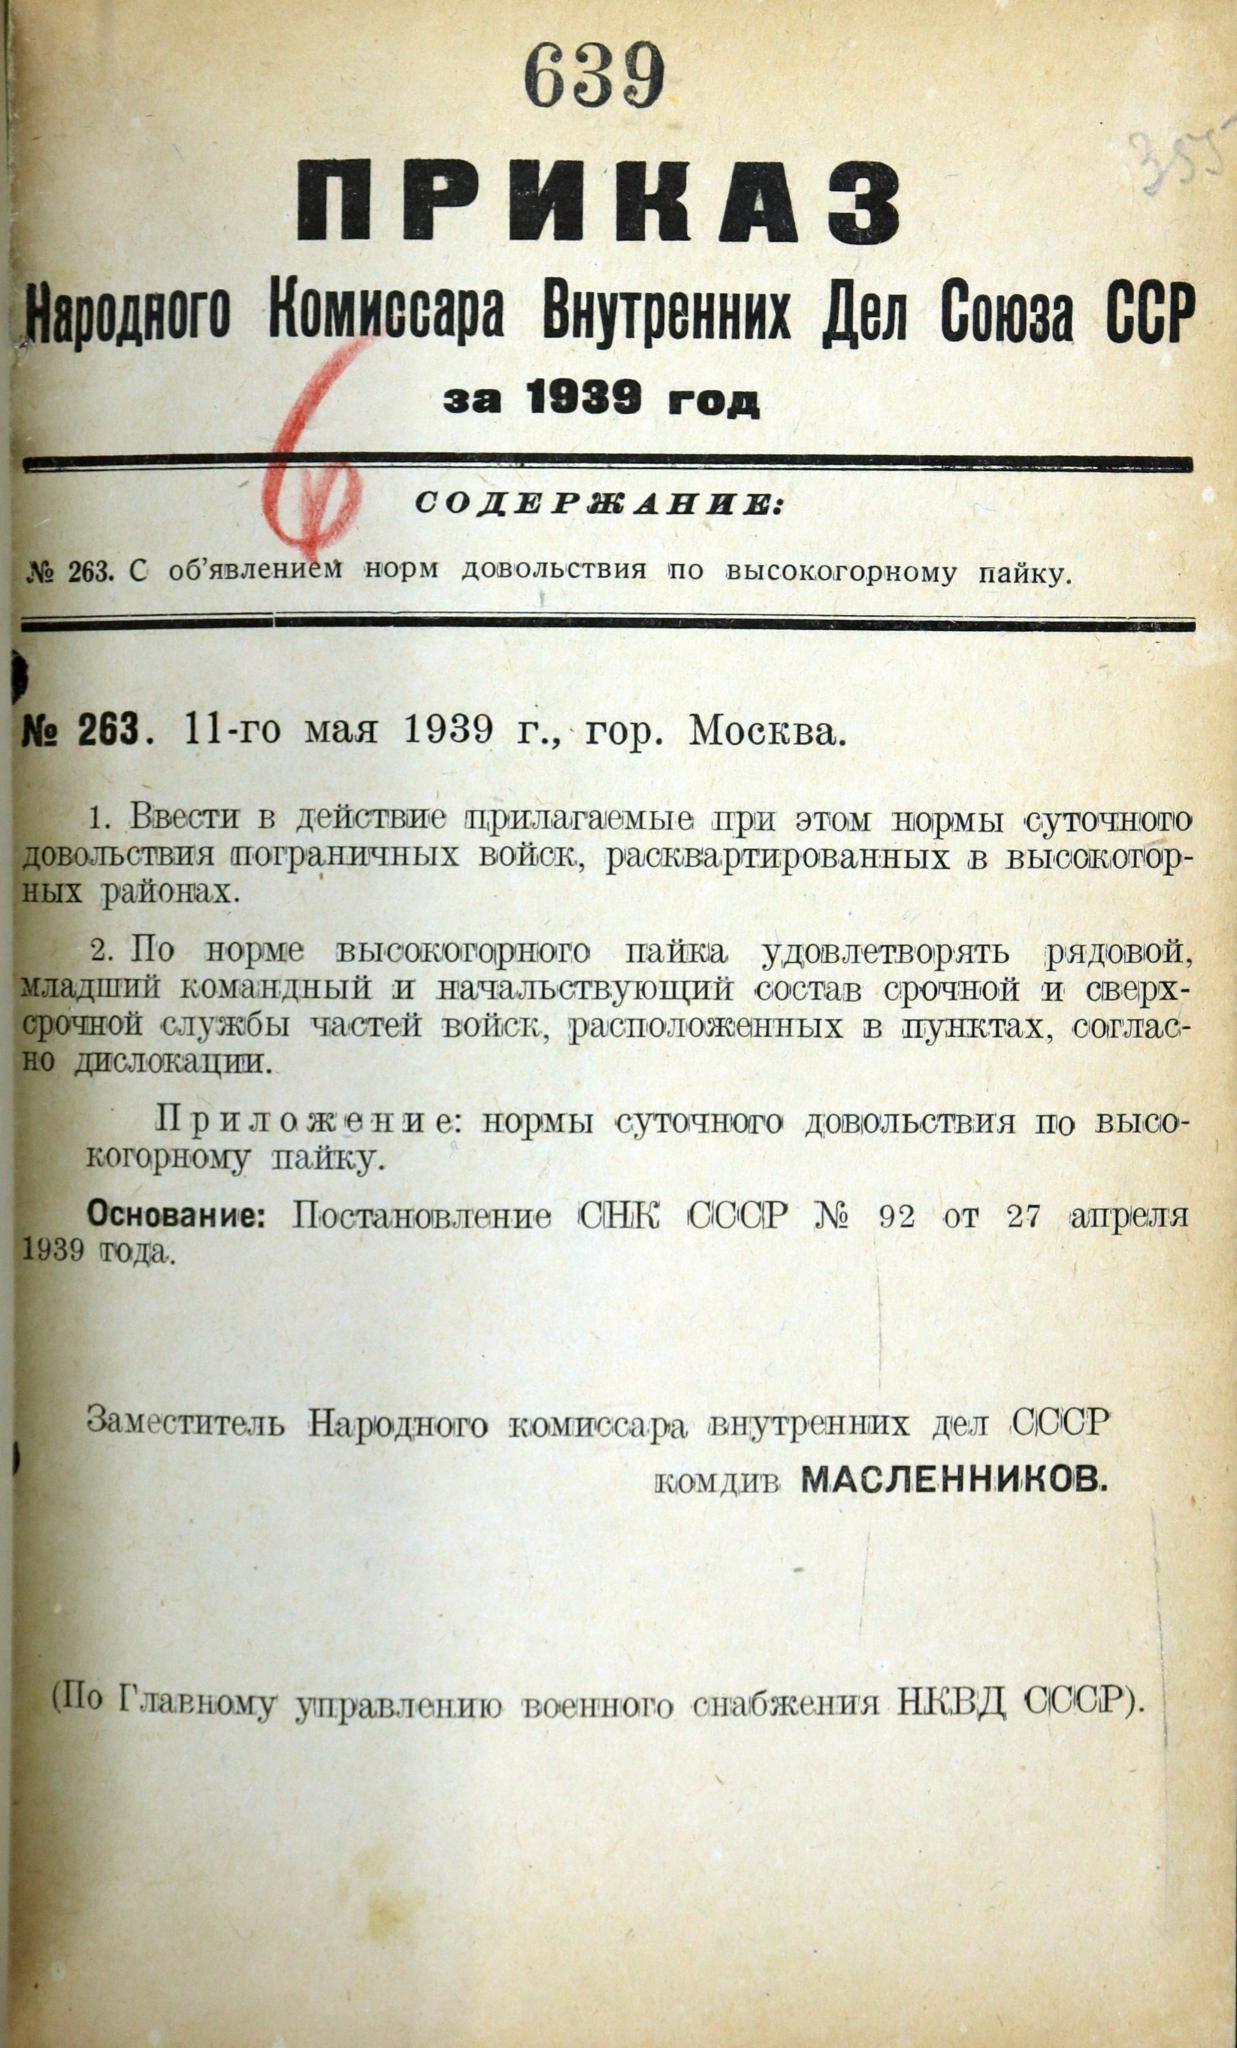 639
355
ПРИКАЗ
Народного Комиссара Внутренних Дел Союза ССР
за 1939 год
СОДЕРЖАНИЕ:
№ 263. С об'явлением норм довольствия по высокогорному пайку.
№ 263. 11-го мая 1939 г., гор. Москва.
1. Ввести в действие прилагаемые при этом нормы суточного
довольствия пограничных войск, расквартированных в высокогор-
ных районах.
2. По норме высокогорного пайка удовлетворять рядовой,
младший командный и начальствующий состав срочной и сверх-
срочной службы частей войск, расположенных в пунктах, соглас-
но дислокации.
Приложение: нормы суточного довольствия по высо-
когорному пайку.
Основание: Постановление СНК СССР № 92 от 27 апреля
1939 года.
Заместитель Народного комиссара внутренних дел СССР
комдив МАСЛЕННИКОВ.
(По Главному управлению военного снабжения НКВД СССР).